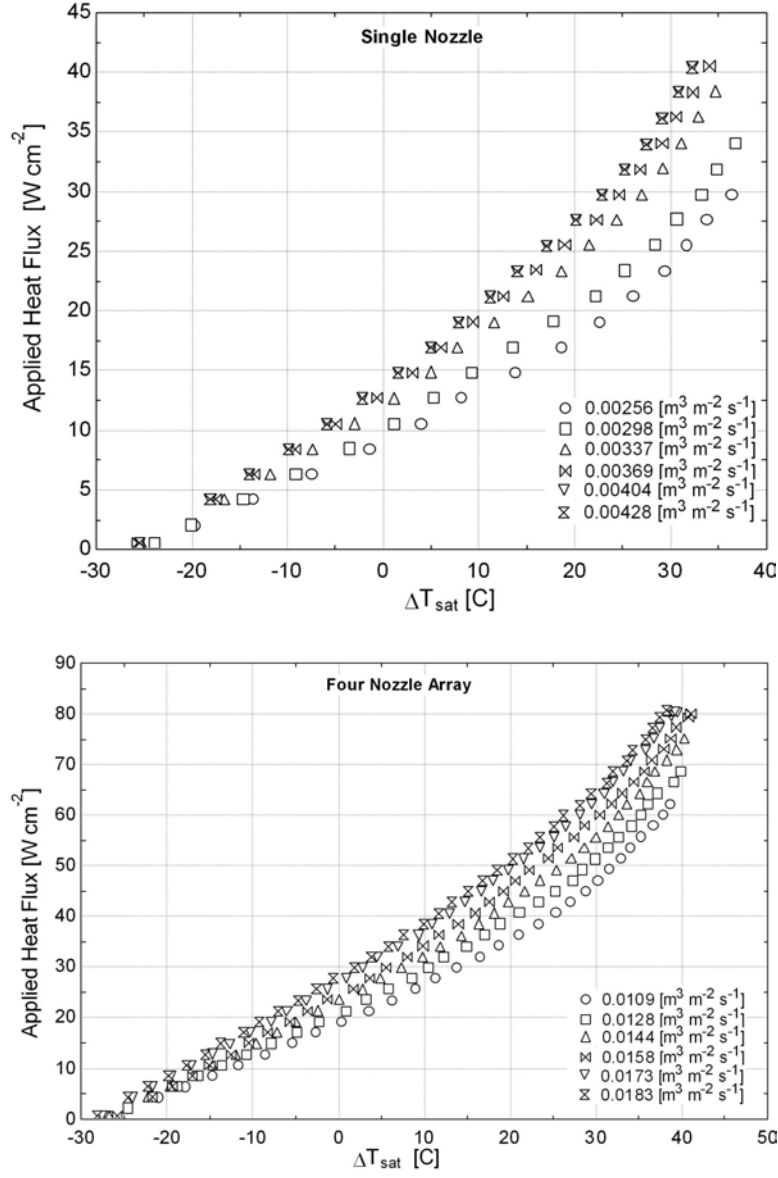 Single Nozzle
Applied Heat Flux [W cm⁻²]
45
40
35
30
25
20
15
10
5
0
-30 -20 -10 0 10 20 30 40
ΔTsat [C]
0.00256 [m³ m⁻² s⁻¹]
0.00298 [m³ m⁻² s⁻¹]
0.00337 [m³ m⁻² s⁻¹]
0.00369 [m³ m⁻² s⁻¹]
0.00404 [m³ m⁻² s⁻¹]
0.00428 [m³ m⁻² s⁻¹]
Four Nozzle Array
Applied Heat Flux [W cm⁻²]
90
80
70
60
50
40
30
20
10
0
-30 -20 -10 0 10 20 30 40 50
ΔTsat [C]
0.0109 [m³ m⁻² s⁻¹]
0.0128 [m³ m⁻² s⁻¹]
0.0144 [m³ m⁻² s⁻¹]
0.0158 [m³ m⁻² s⁻¹]
0.0173 [m³ m⁻² s⁻¹]
0.0183 [m³ m⁻² s⁻¹]